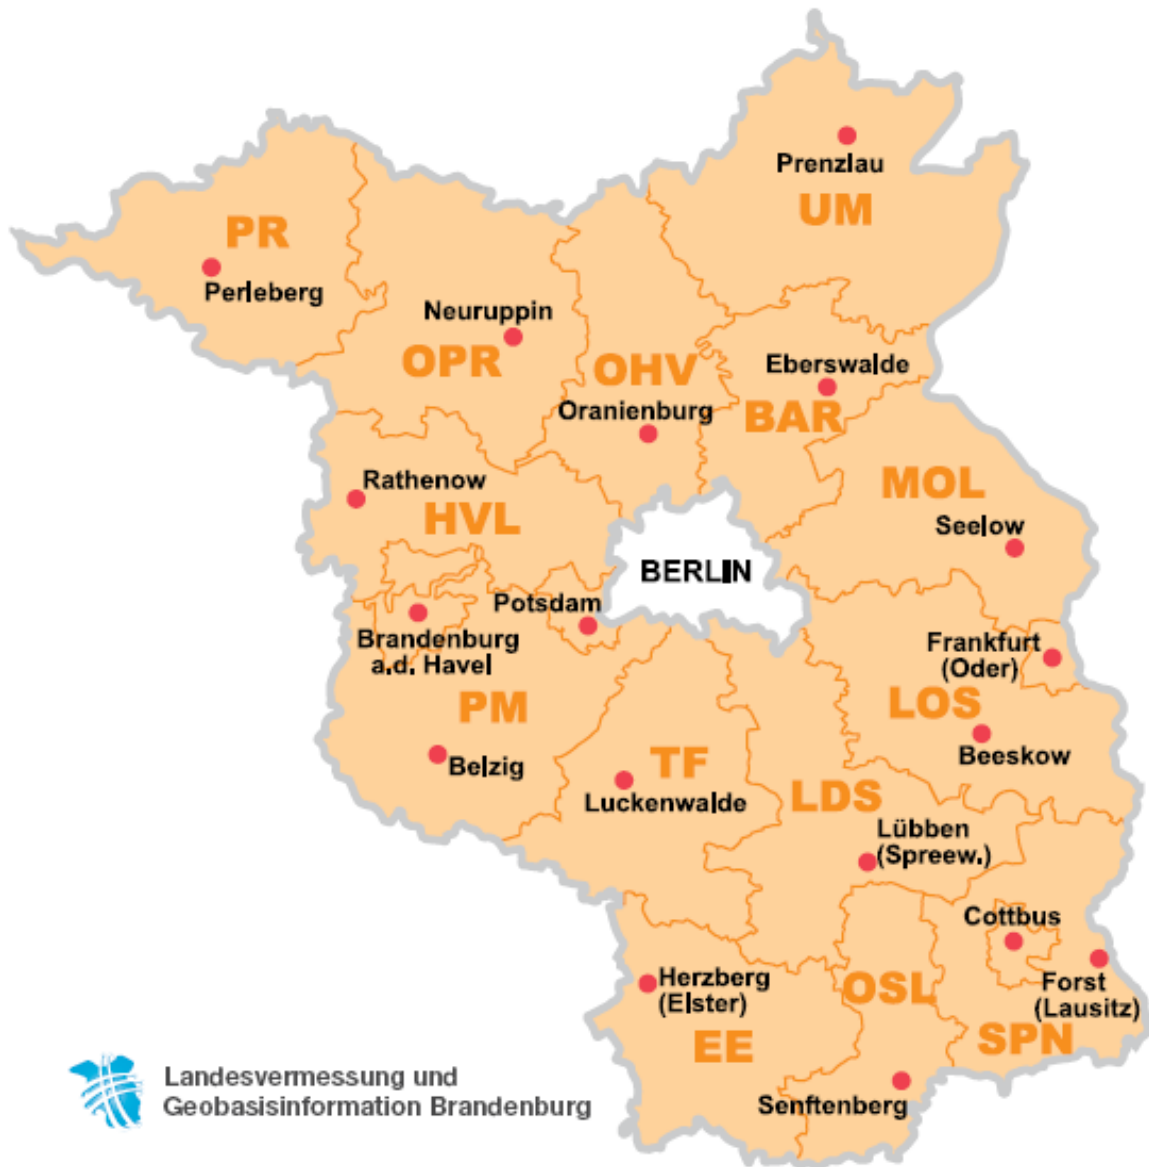 Prenzlau
UM
PR
Perleberg
Neuruppin
OPR
OHV
Oranienburg
Eberswalde
BAR
Rathenow
HVL
MOL
Seelow
BERLIN
Potsdam
Brandenburg
a.d. Havel
Frankfurt
(Oder)
PM
LOS
Belzig
Beeskow
TF
Luckenwalde
LDS
Lübben
(Spreew.)
Cottbus
Herzberg
(Elster)
OSL
Forst
(Lausitz)
EE
SPN
Senftenberg
Landesvermessung und
Geobasisinformation Brandenburg